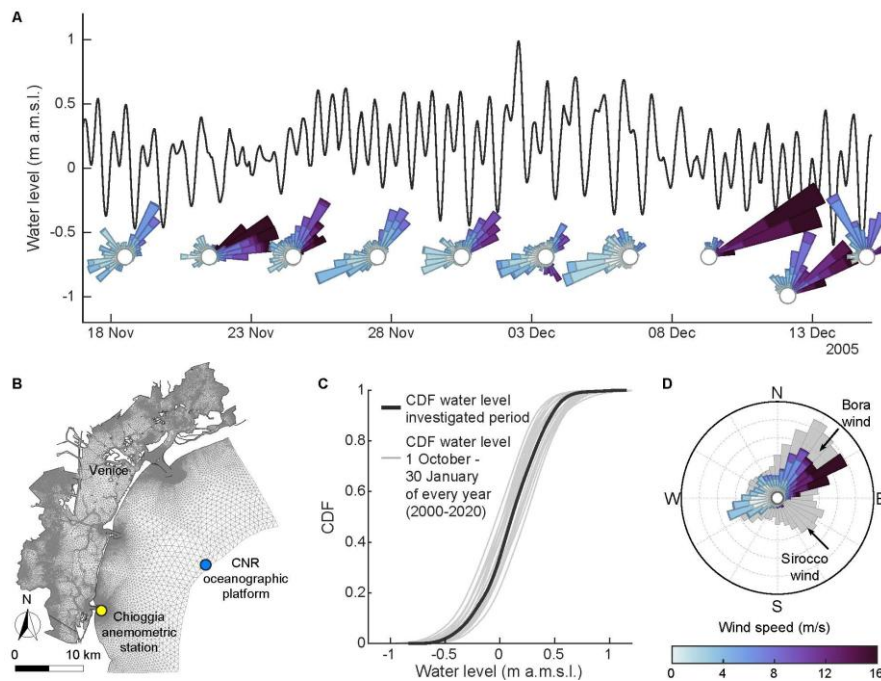 A
Water level (m a.m.s.l.)
1
0.5
0
-0.5
-1
18 Nov
23 Nov
28 Nov
03 Dec
08 Dec
13 Dec
2005
B
Venice
CNR
oceanographic
platform
Chioggia
anemometric
station
N
0
10 km
C
CDF
1
0.8
0.6
0.4
0.2
0
CDF water level
investigated period
CDF water level
1 October -
30 January
of every year
(2000-2020)
-1
-0.5
0
0.5
1
Water level (m a.m.s.l.)
D
N
Bora
wind
W
E
Sirocco
wind
S
Wind speed (m/s)
0
4
8
12
16